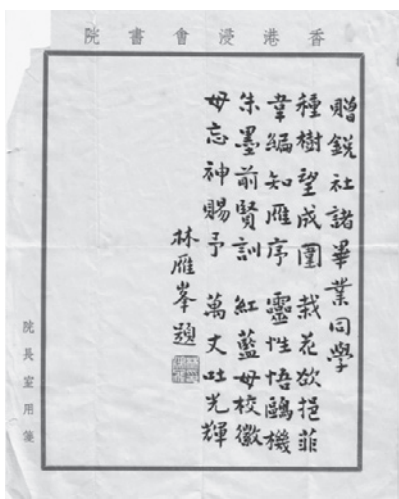 香港浸會書院
贈銳社諸畢業同學
種樹望成圍 栽花欲挹菲
韋編知雁序 靈性悟鷗機
朱墨前賢訓 紅藍母校徽
毋忘神賜予 萬丈吐光輝
林雁峯題
院長室用箋